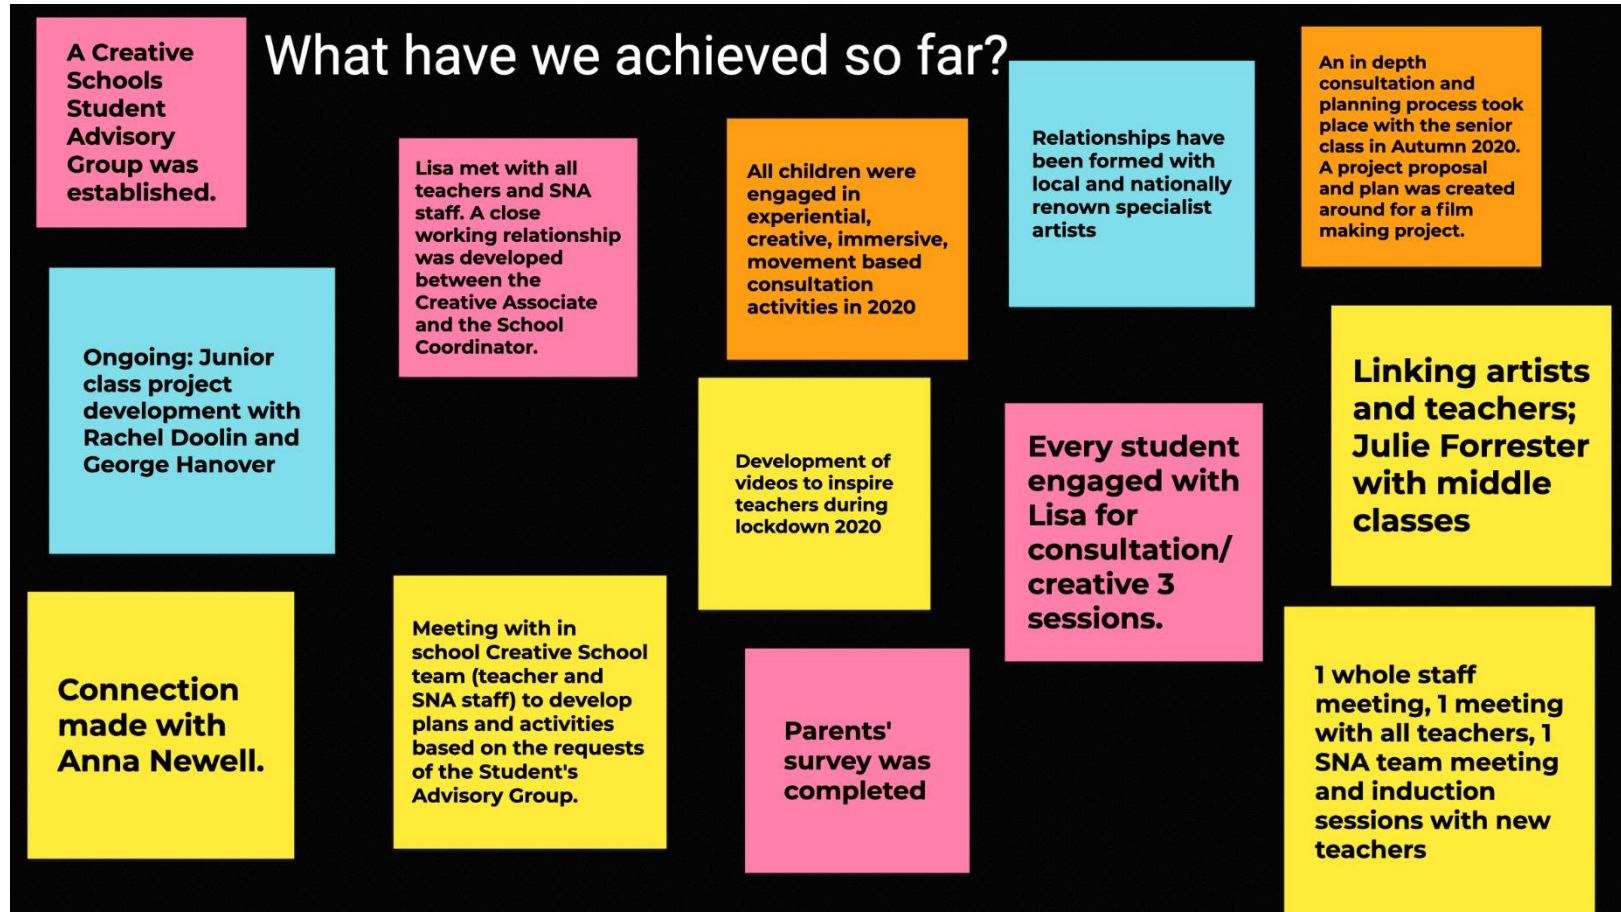 What have we achieved so far?
A Creative
Schools
Student
Advisory
Group was
established.
Lisa met with all
teachers and SNA
staff. A close
working relationship
was developed
between the
Creative Associate
and the School
Coordinator.
All children were
engaged in
experiential,
creative, immersive,
movement based
consultation
activities in 2020
Relationships have
been formed with
local and nationally
renown specialist
artists
An in depth
consultation and
planning process took
place with the senior
class in Autumn 2020.
A project proposal
and plan was created
around for a film
making project.
Ongoing: Junior
class project
development with
Rachel Doolin and
George Hanover
Development of
videos to inspire
teachers during
lockdown 2020
Every student
engaged with
Lisa for
consultation/
creative 3
sessions.
Linking artists
and teachers;
Julie Forrester
with middle
classes
Connection
made with
Anna Newell.
Meeting with in
school Creative School
team (teacher and
SNA staff) to develop
plans and activities
based on the requests
of the Student's
Advisory Group.
Parents'
survey was
completed
1 whole staff
meeting, 1 meeting
with all teachers, 1
SNA team meeting
and induction
sessions with new
teachers